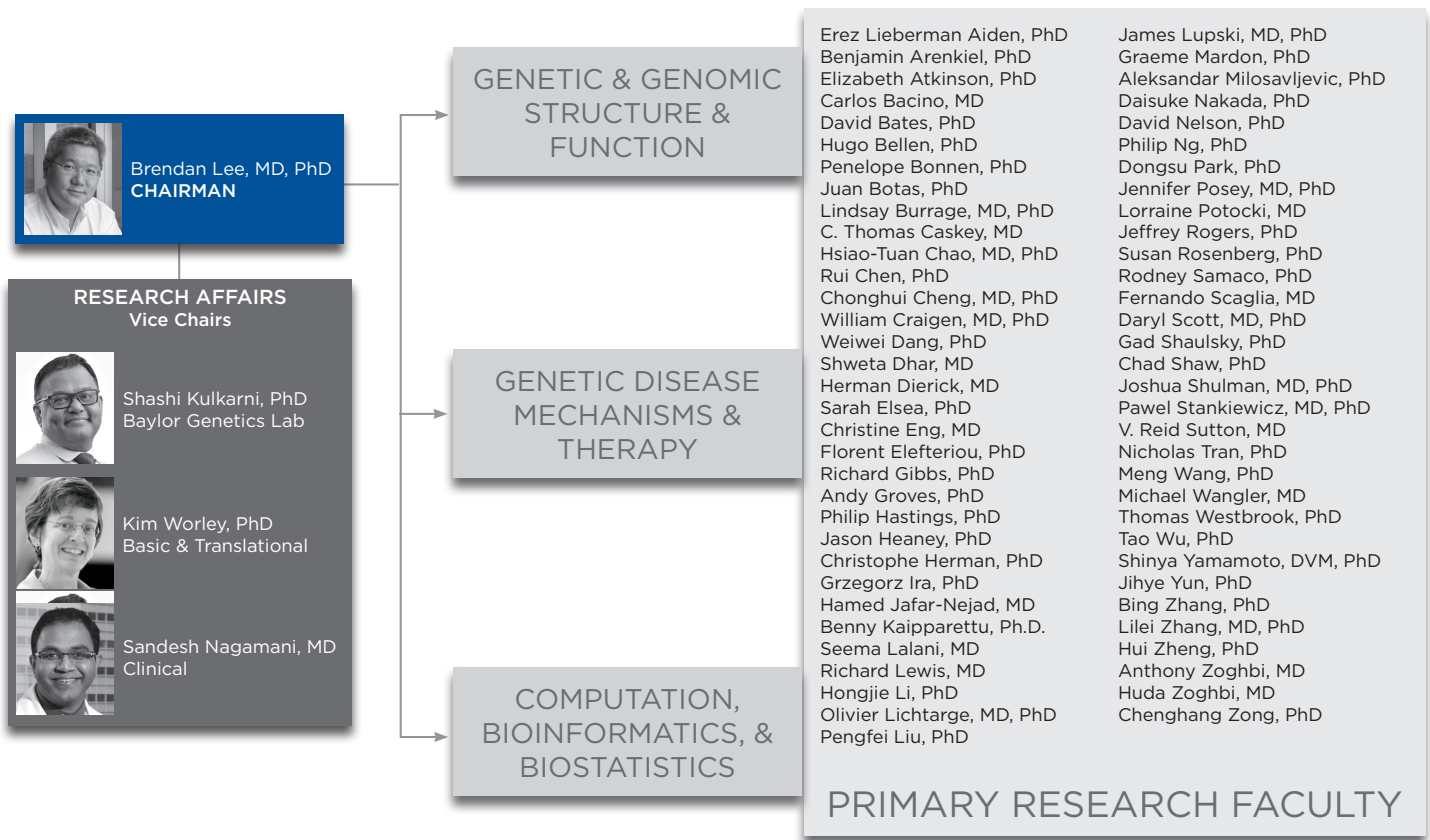 Brendan Lee, MD, PhD
CHAIRMAN
RESEARCH AFFAIRS
Vice Chairs
Shashi Kulkarni, PhD
Baylor Genetics Lab
Kim Worley, PhD
Basic & Translational
Sandesh Nagamani, MD
Clinical
GENETIC & GENOMIC
STRUCTURE &
FUNCTION
GENETIC DISEASE
MECHANISMS &
THERAPY
COMPUTATION,
BIOINFORMATICS, &
BIOSTATISTICS
Erez Lieberman Aiden, PhD
Benjamin Arenkiel, PhD
Elizabeth Atkinson, PhD
Carlos Bacino, MD
David Bates, PhD
Hugo Bellen, PhD
Penelope Bonnen, PhD
Juan Botas, PhD
Lindsay Burrage, MD, PhD
C. Thomas Caskey, MD
Hsiao-Tuan Chao, MD, PhD
Rui Chen, PhD
Chonghui Cheng, MD, PhD
William Craigen, MD, PhD
Weiwei Dang, PhD
Shweta Dhar, MD
Herman Dierick, MD
Sarah Elsea, PhD
Christine Eng, MD
Florent Elefteriou, PhD
Richard Gibbs, PhD
Andy Groves, PhD
Philip Hastings, PhD
Jason Heaney, PhD
Christophe Herman, PhD
Grzegorz Ira, PhD
Hamed Jafar-Nejad, MD
Benny Kaipparettu, Ph.D.
Seema Lalani, MD
Richard Lewis, MD
Hongjie Li, PhD
Olivier Lichtarge, MD, PhD
Pengfei Liu, PhD
James Lupski, MD, PhD
Graeme Mardon, PhD
Aleksandar Milosavljevic, PhD
Daisuke Nakada, PhD
David Nelson, PhD
Philip Ng, PhD
Dongsu Park, PhD
Jennifer Posey, MD, PhD
Lorraine Potocki, MD
Jeffrey Rogers, PhD
Susan Rosenberg, PhD
Rodney Samaco, PhD
Fernando Scaglia, MD
Daryl Scott, MD, PhD
Gad Shaulsky, PhD
Chad Shaw, PhD
Joshua Shulman, MD, PhD
Pawel Stankiewicz, MD, PhD
V. Reid Sutton, MD
Nicholas Tran, PhD
Meng Wang, PhD
Michael Wangler, MD
Thomas Westbrook, PhD
Tao Wu, PhD
Shinya Yamamoto, DVM, PhD
Jihye Yun, PhD
Bing Zhang, PhD
Lilei Zhang, MD, PhD
Hui Zheng, PhD
Anthony Zoghbi, MD
Huda Zoghbi, MD
Chenghang Zong, PhD
PRIMARY RESEARCH FACULTY